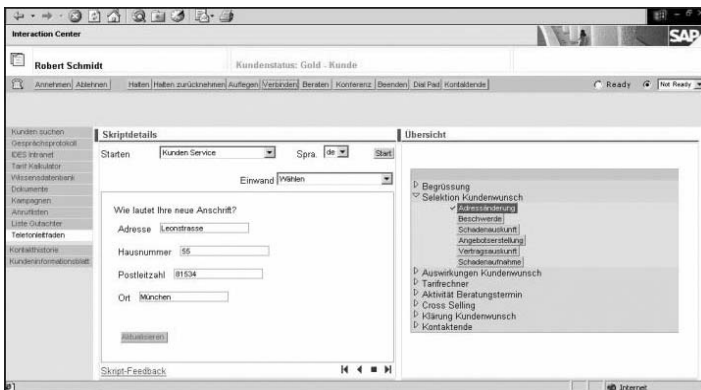 Interaction Center
SAP
Robert Schmidt
Kundenstatus: Gold - Kunde
Annehmen Ablehnen Halten Halten zurücknehmen Auflegen Verbinden Beraten Konferenz Beenden Dial Pad Kontaktende
Ready Not Ready
Kunden suchen
Gesprächsprotokoll
IDES Intranet
Tarif Kalkulator
Wissensdatenbank
Dokumente
Kampagnen
Anruflisten
Liste Gutachter
Telefonleitfaden
Kontakthistorie
Kundeninformationsblatt
Skriptdetails
Starten Kunden Service Spra. de Start
Einwand Wählen
Wie lautet Ihre neue Anschrift?
Adresse Leonstrasse
Hausnummer 55
Postleitzahl 81534
Ort München
Aktualisieren
Skript-Feedback
Übersicht
Begrüssung
Selektion Kundenwunsch
Adressänderung
Beschwerde
Schadenauskunft
Angebotserstellung
Vertragsauskunft
Schadenaufnahme
Auswirkungen Kundenwunsch
Tarifrechner
Aktivität Beratungstermin
Cross Selling
Klärung Kundenwunsch
Kontaktende
Internet